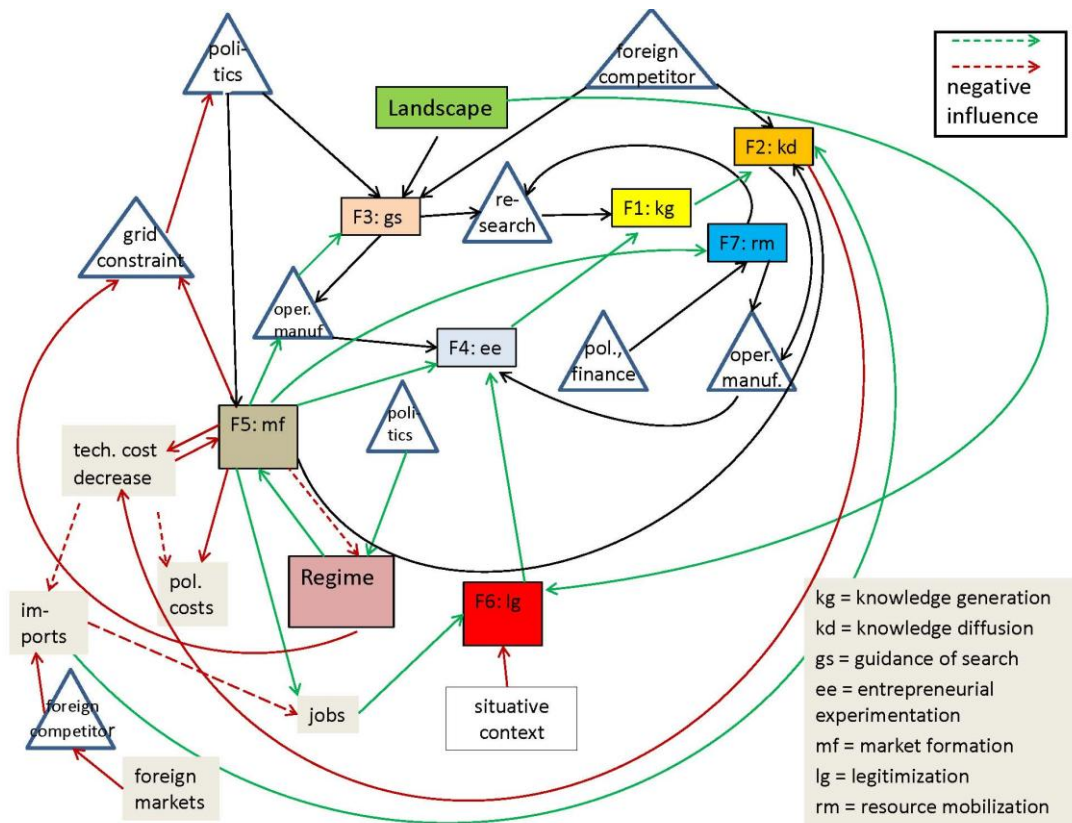 poli-
tics
foreign
competitor
Landscape
negative
influence
F2: kd
F3: gs
re-
search
F1: kg
F7: rm
grid
constraint
oper.
manuf
F4: ee
pol.,
finance
oper.
manuf.
F5: mf
poli-
tics
tech. cost
decrease
Regime
pol.
costs
F6: lg
im-
ports
foreign
competitor
jobs
situative
context
foreign
markets
kg = knowledge generation
kd = knowledge diffusion
gs = guidance of search
ee = entrepreneurial
experimentation
mf = market formation
lg = legitimization
rm = resource mobilization